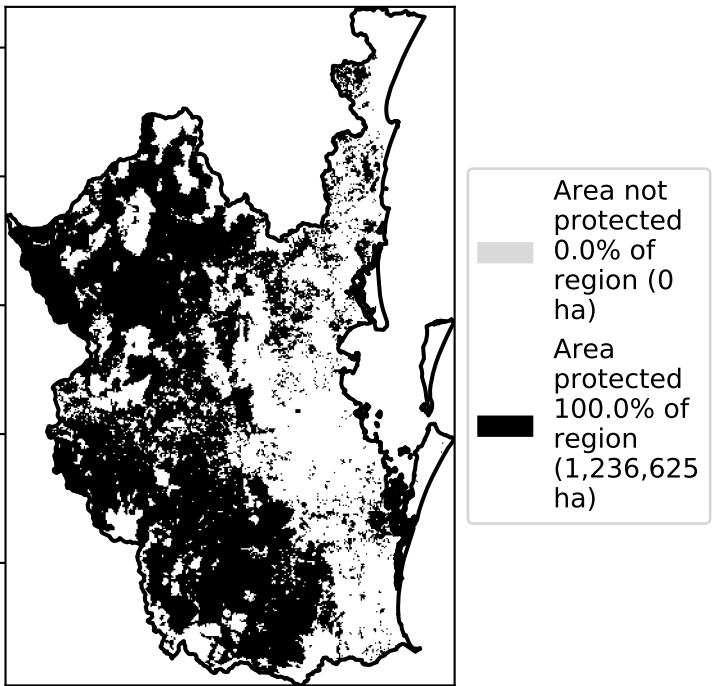 Area not
protected
0.0% of
region (0
ha)
Area
protected
100.0% of
region
(1,236,625
ha)